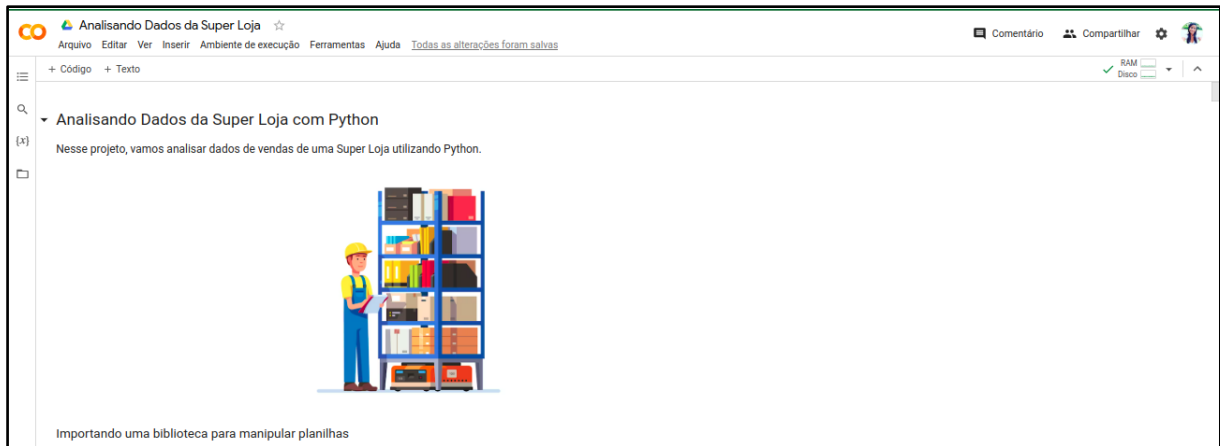 Analisando Dados da Super Loja
Arquivo Editar Ver Inserir Ambiente de execução Ferramentas Ajuda Todas as alterações foram salvas
Comentário Compartilhar
+ Código + Texto
RAM
Disco
{x}
Analisando Dados da Super Loja com Python
Nesse projeto, vamos analisar dados de vendas de uma Super Loja utilizando Python.
Importando uma biblioteca para manipular planilhas